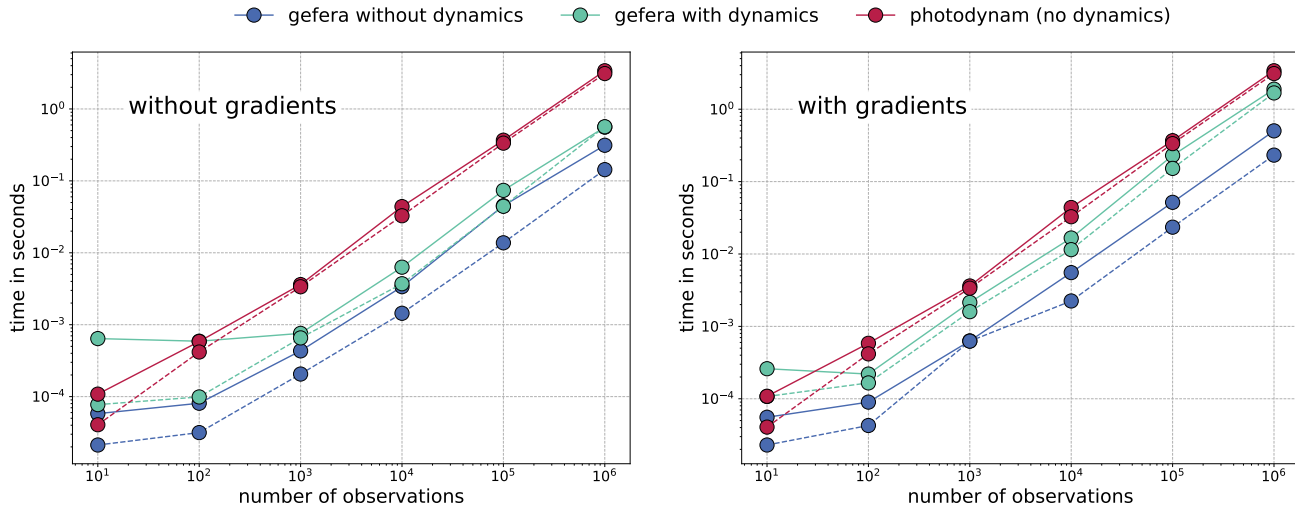 gefera without dynamics gefera with dynamics photodynam (no dynamics)
without gradients
time in seconds
10⁰
10⁻¹
10⁻²
10⁻³
10⁻⁴
10¹ 10² 10³ 10⁴ 10⁵ 10⁶
number of observations
with gradients
time in seconds
10⁰
10⁻¹
10⁻²
10⁻³
10⁻⁴
10¹ 10² 10³ 10⁴ 10⁵ 10⁶
number of observations